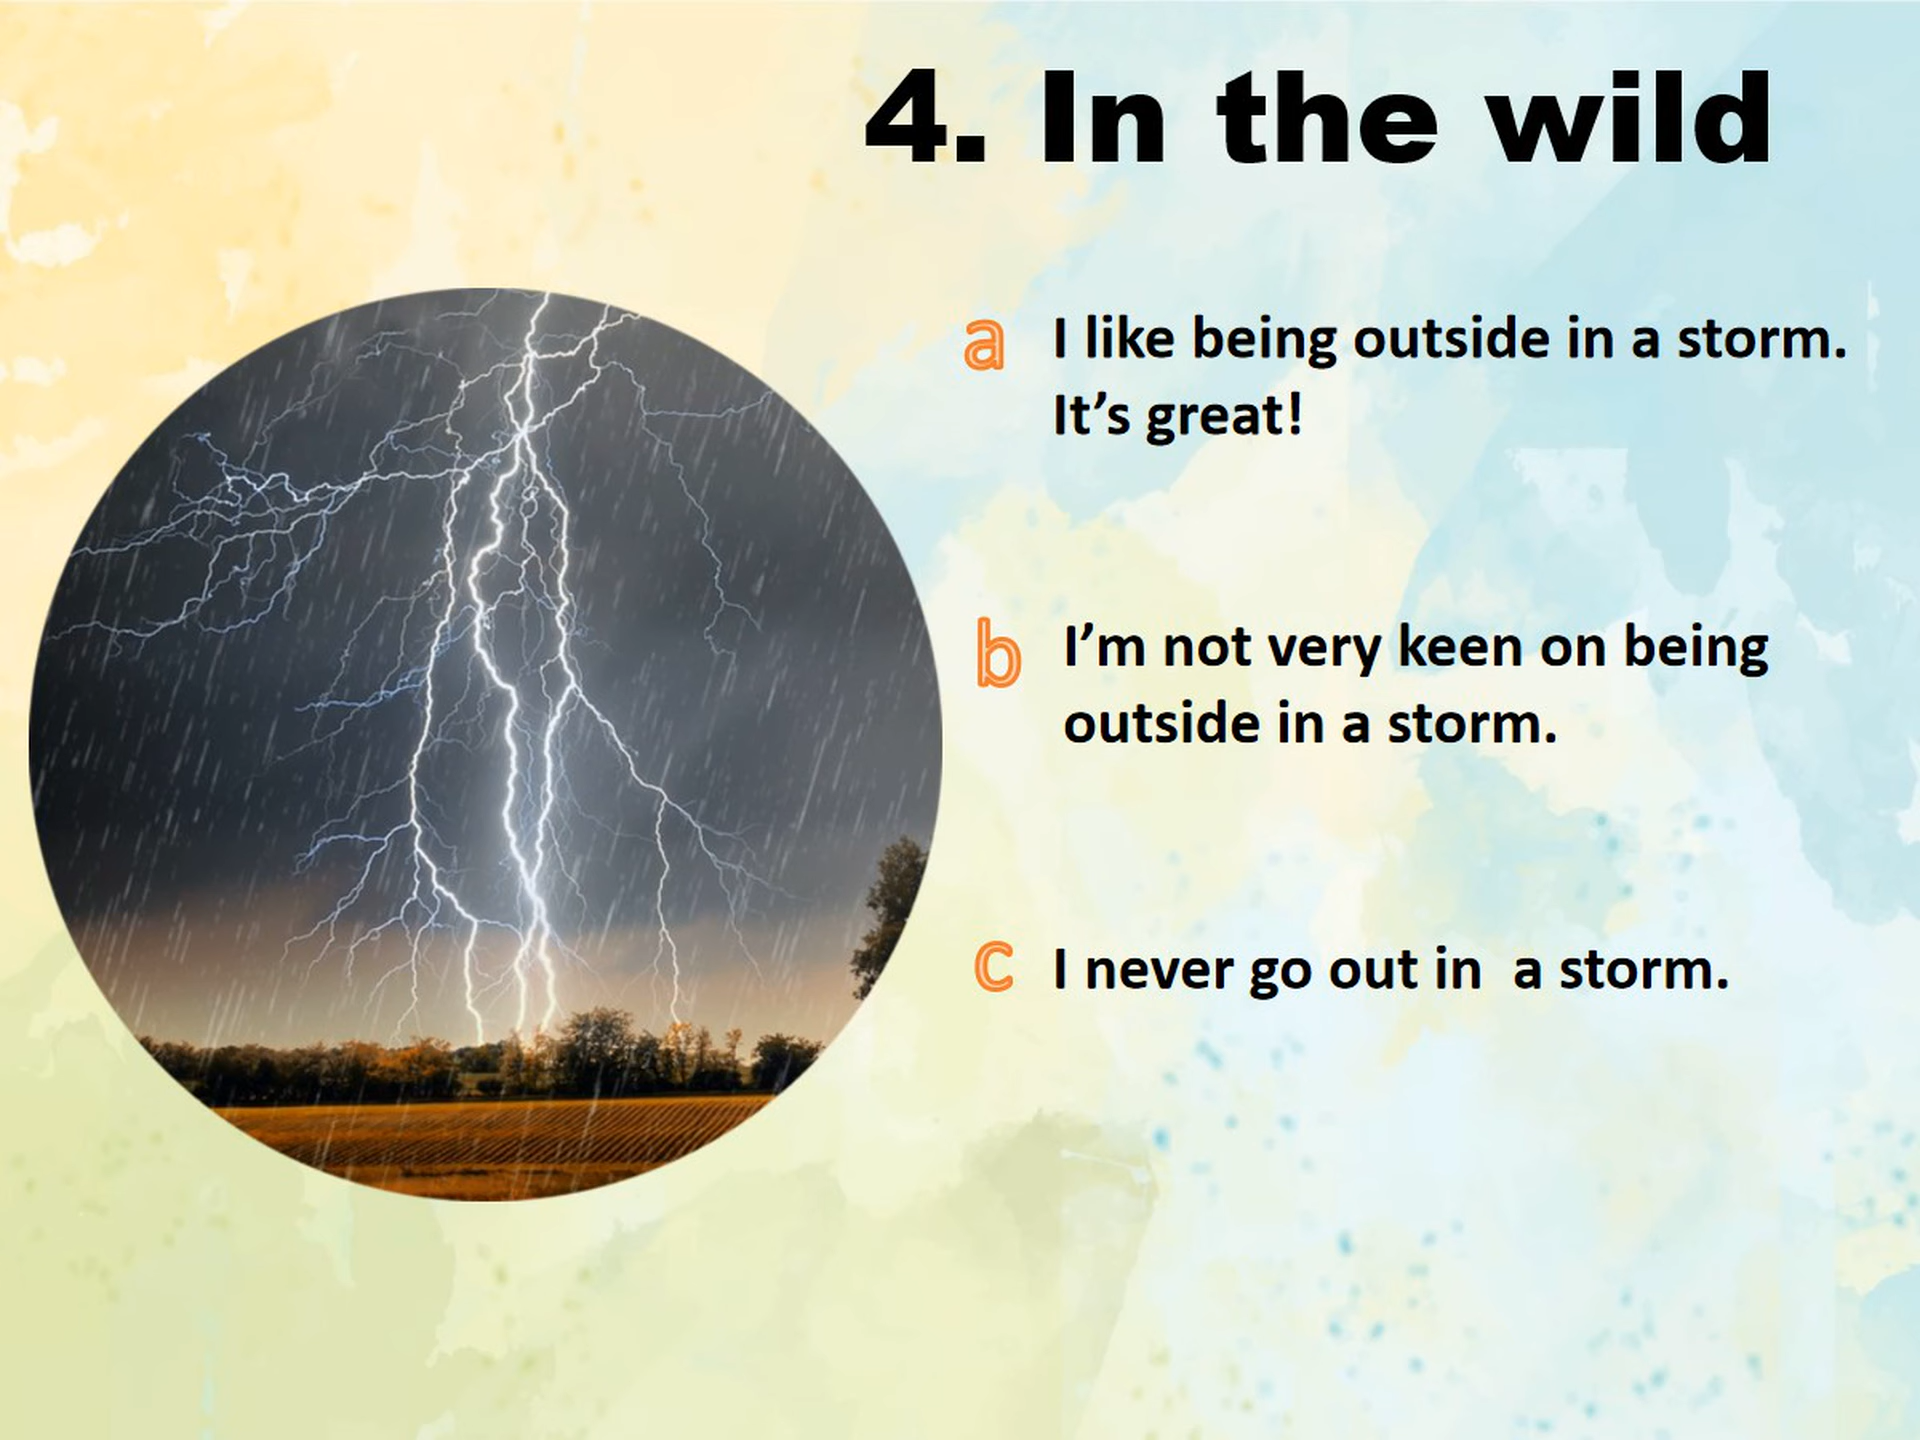 4. In the wild
a I like being outside in a storm.
It’s great!
b I’m not very keen on being
outside in a storm.
c I never go out in  a storm.